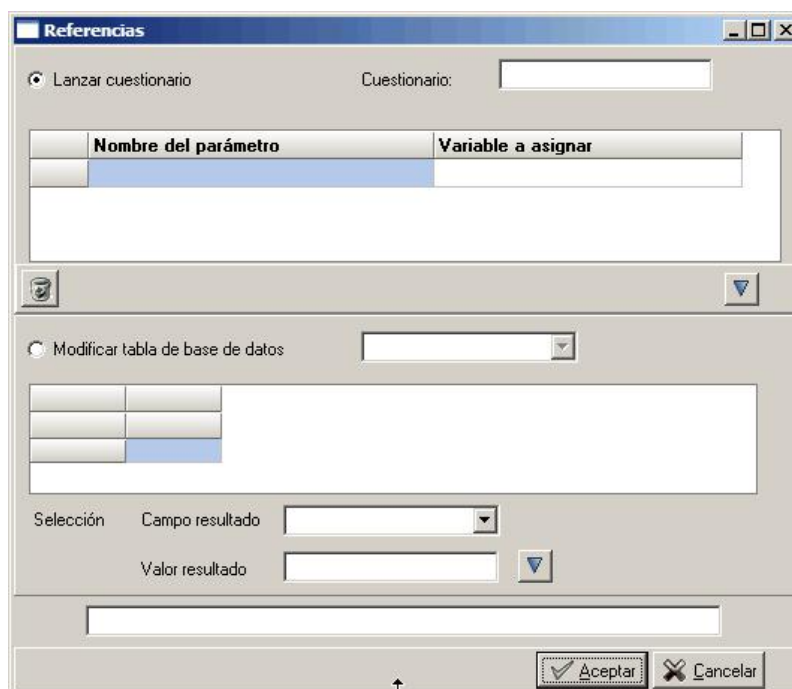 Referencias
Lanzar cuestionario Cuestionario:
Nombre del parámetro Variable a asignar
Modificar tabla de base de datos
Selección Campo resultado
Valor resultado
Aceptar Cancelar